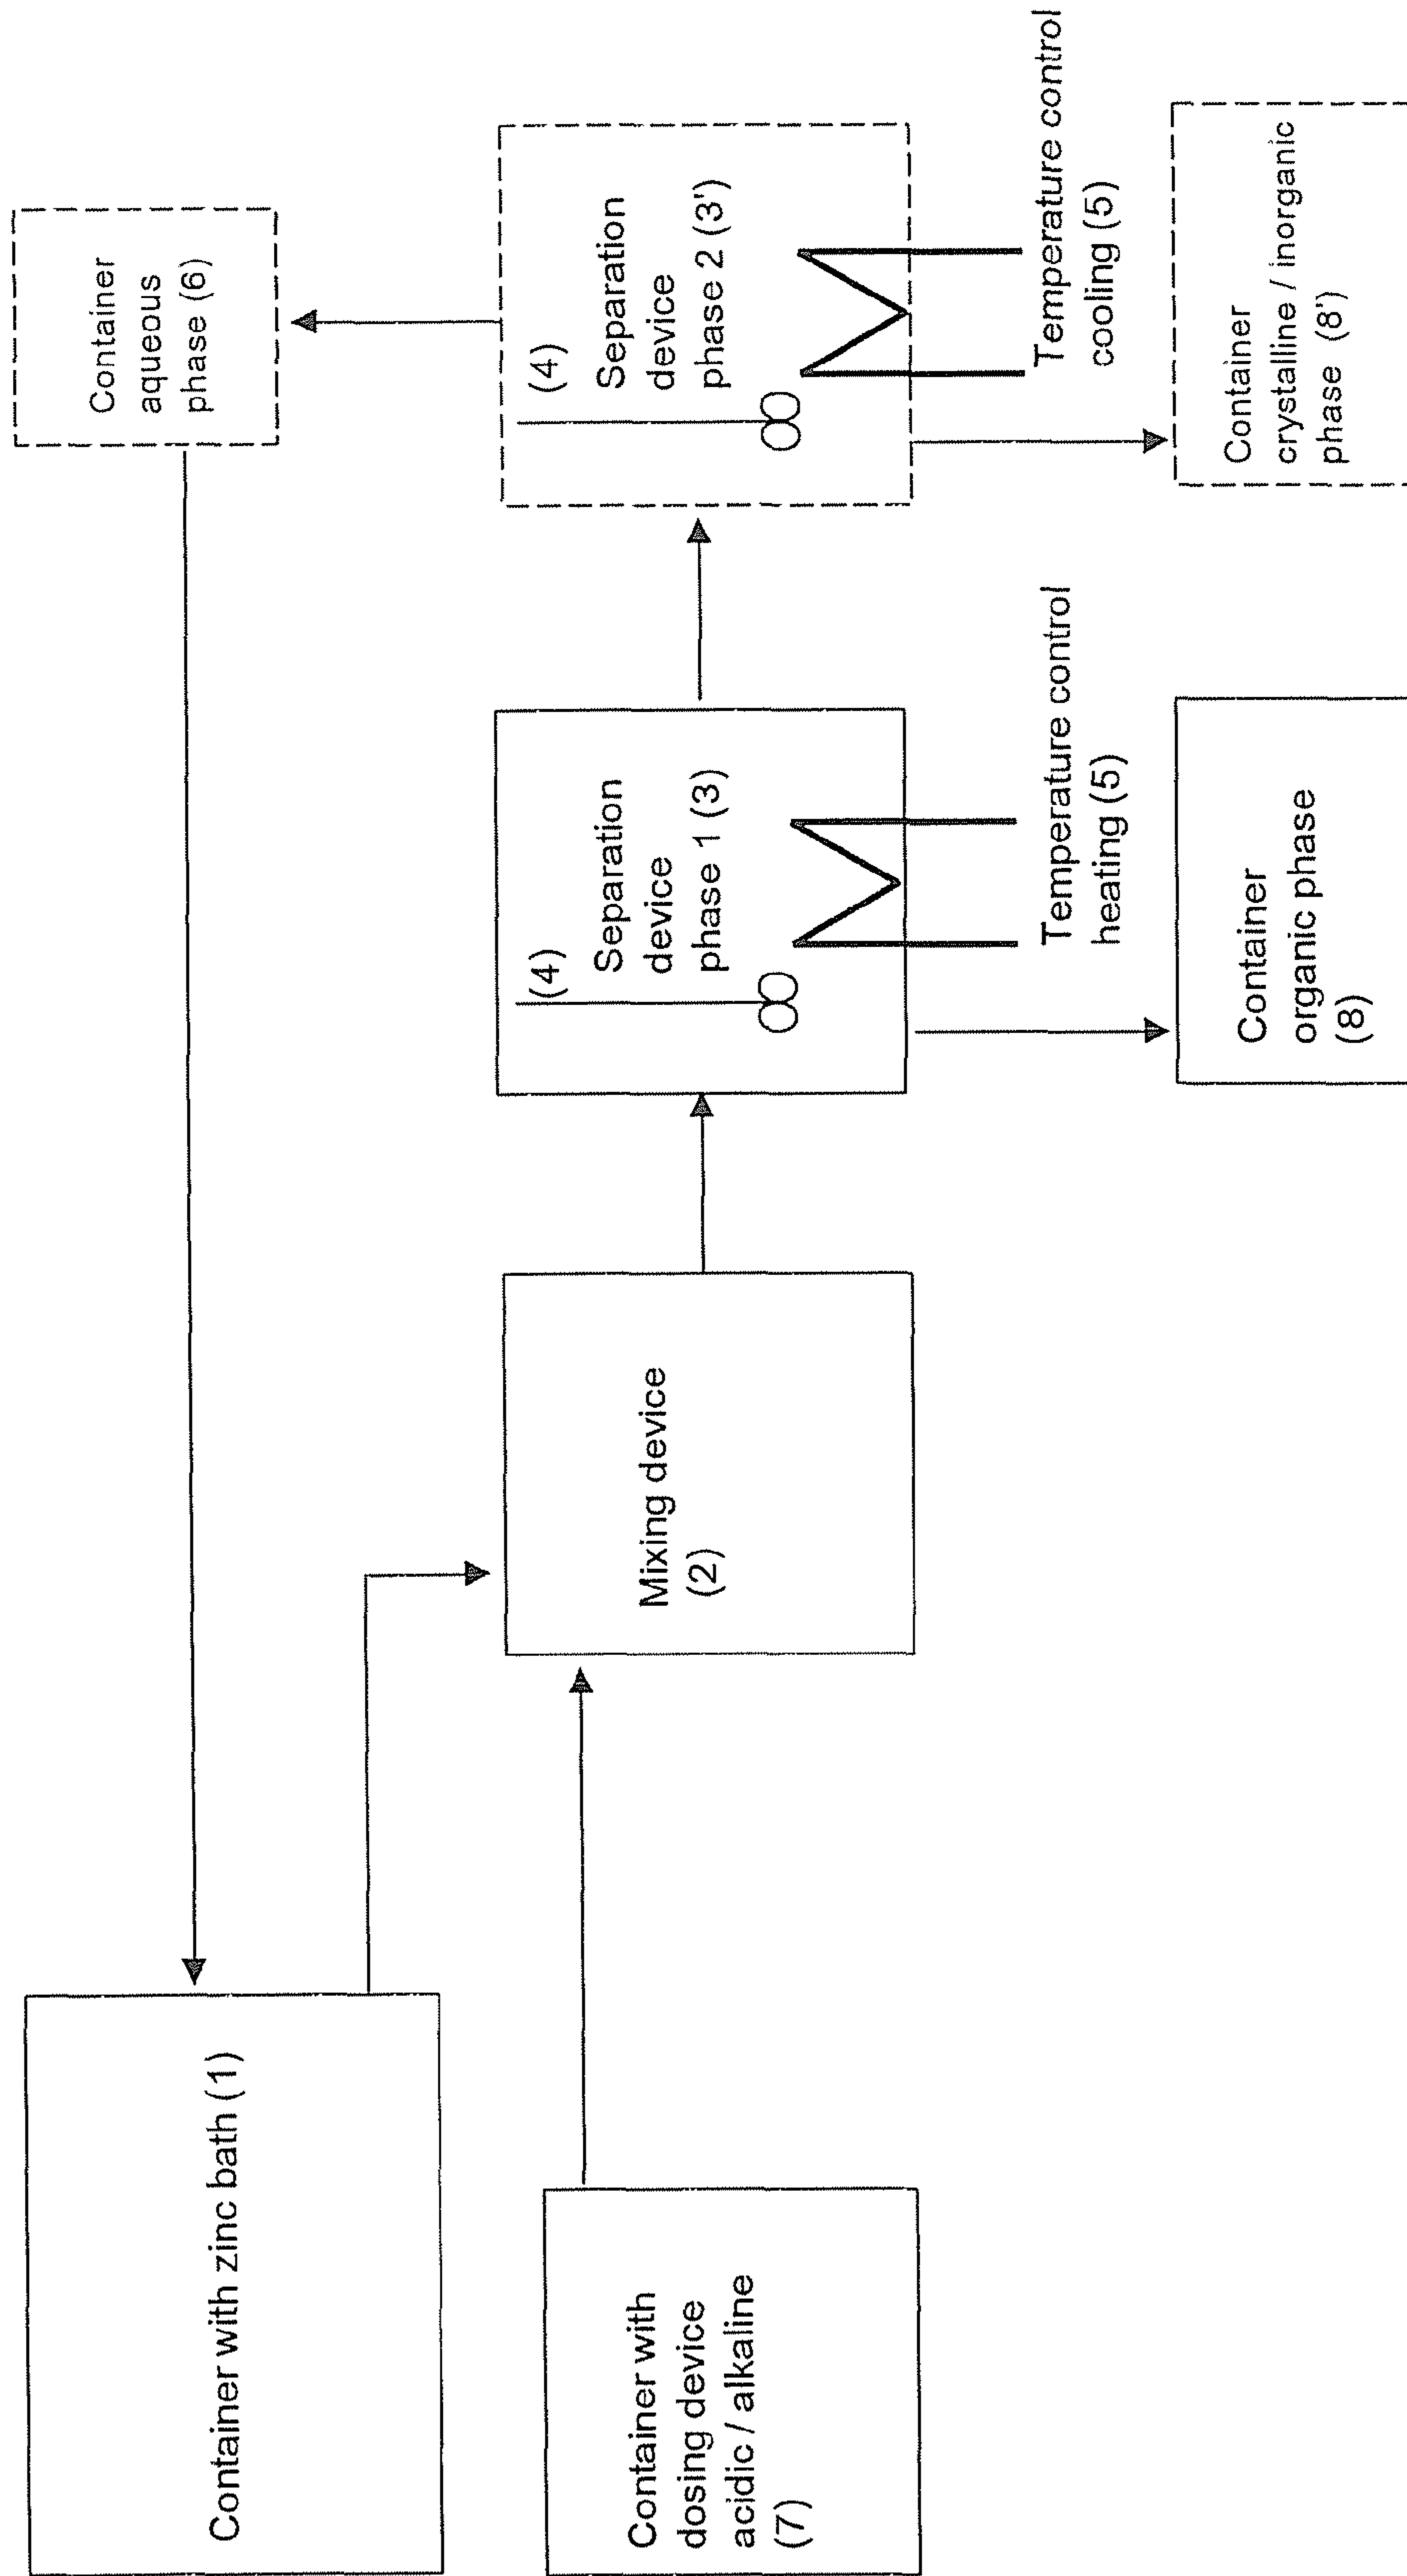 Container with zinc bath (1)
Container
aqueous
phase (6)
Container with
dosing device
acidic / alkaline
(7)
Mixing device
(2)
(4)
Separation
device
phase 1 (3)
Temperature control
heating (5)
Container
organic phase
(8)
(4)
Separation
device
phase 2 (3')
Temperature control
cooling (5)
Container
crystalline / inorganic
phase (8')